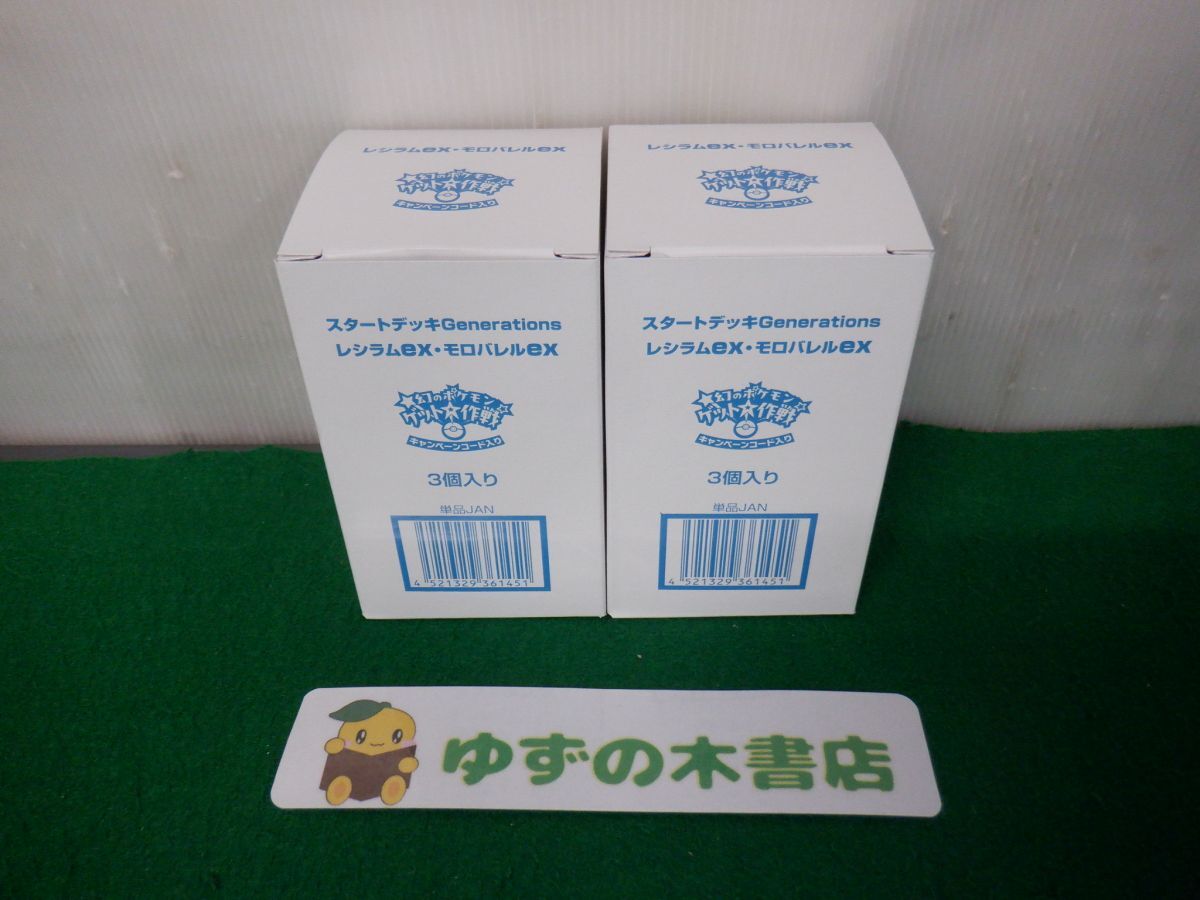 レシラムex・モロバレルex
幻のポケモン
ゲット大作戦
キャンペーンコード入り
スタートデッキGenerations
レシラムex・モロバレルex
幻のポケモン
ゲット大作戦
キャンペーンコード入り
3個入り
単品JAN
4 521329 361451
レシラムex・モロバレルex
幻のポケモン
ゲット大作戦
キャンペーンコード入り
スタートデッキGenerations
レシラムex・モロバレルex
幻のポケモン
ゲット大作戦
キャンペーンコード入り
3個入り
単品JAN
4 521329 361451
ゆずの木書店